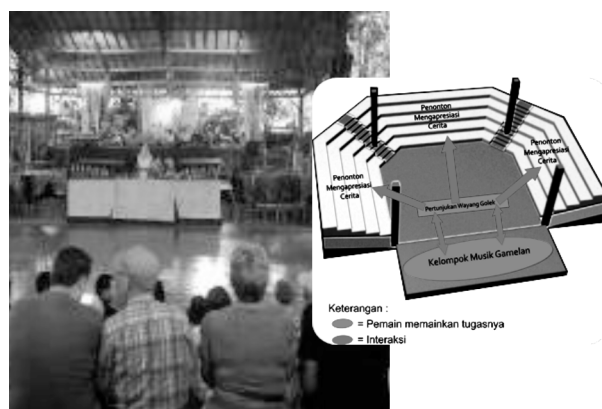 Penonton
Mengapresiasi
Cerita
Penonton
Mengapresiasi
Cerita
Penonton
Mengapresiasi
Cerita
Pertunjukan Wayang Golek
Kelompok Musik Gamelan
Keterangan :
= Pemain memainkan tugasnya
= Interaksi